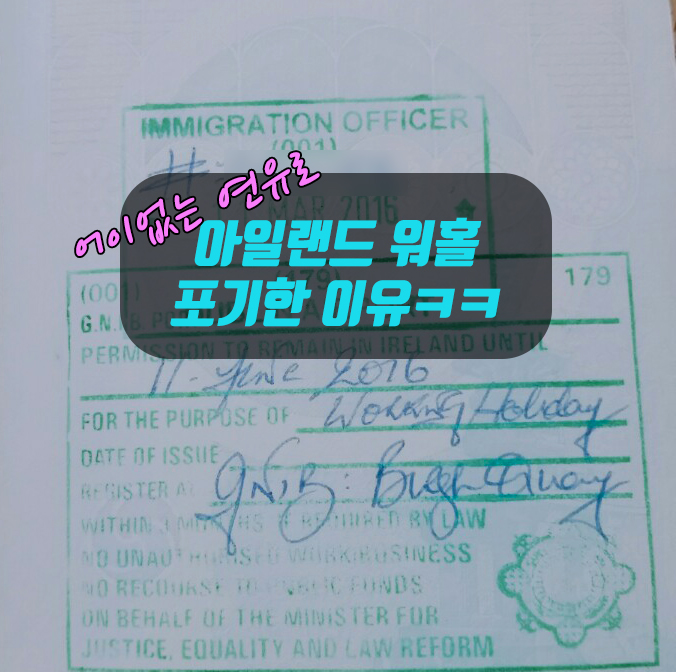 IMMIGRATION OFFICER
(001)
어이없는 연유로
MAR 2016
아일랜드 워홀
포기한 이유ㅋㅋ
(001) (179) 179
G.N.I.B.
PERMISSION TO REMAIN IN IRELAND UNTIL
11 June 2016
FOR THE PURPOSE OF Working Holiday
DATE OF ISSUE
REGISTER AT G.N.I.B: Burgh Quay
WITHIN 3 MONTHS IF REQUIRED BY LAW
NO UNAUTHORISED WORK/BUSINESS
NO RECOURSE TO PUBLIC FUNDS
ON BEHALF OF THE MINISTER FOR
JUSTICE, EQUALITY AND LAW REFORM